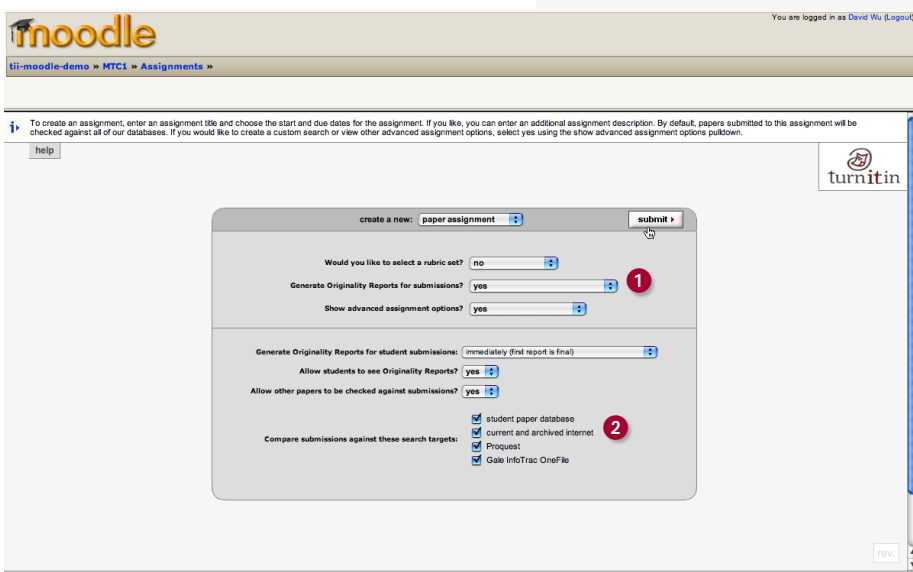 You are logged in as David Wu (Logout)
moodle
tii-moodle-demo » MTC1 » Assignments »
To create an assignment, enter an assignment title and choose the start and due dates for the assignment. If you like, you can enter an additional assignment description. By default, papers submitted to this assignment will be
checked against all of our databases. If you would like to create a custom search or view other advanced assignment options, select yes using the show advanced assignment options pulldown.
help
turnitin
create a new: paper assignment submit
Would you like to select a rubric set? no
Generate Originality Reports for submissions? yes 1
Show advanced assignment options? yes
Generate Originality Reports for student submissions: immediately (first report is final)
Allow students to see Originality Reports? yes
Allow other papers to be checked against submissions? yes
Compare submissions against these search targets:
student paper database
current and archived internet 2
Proquest
Gale InfoTrac OneFile
rev.